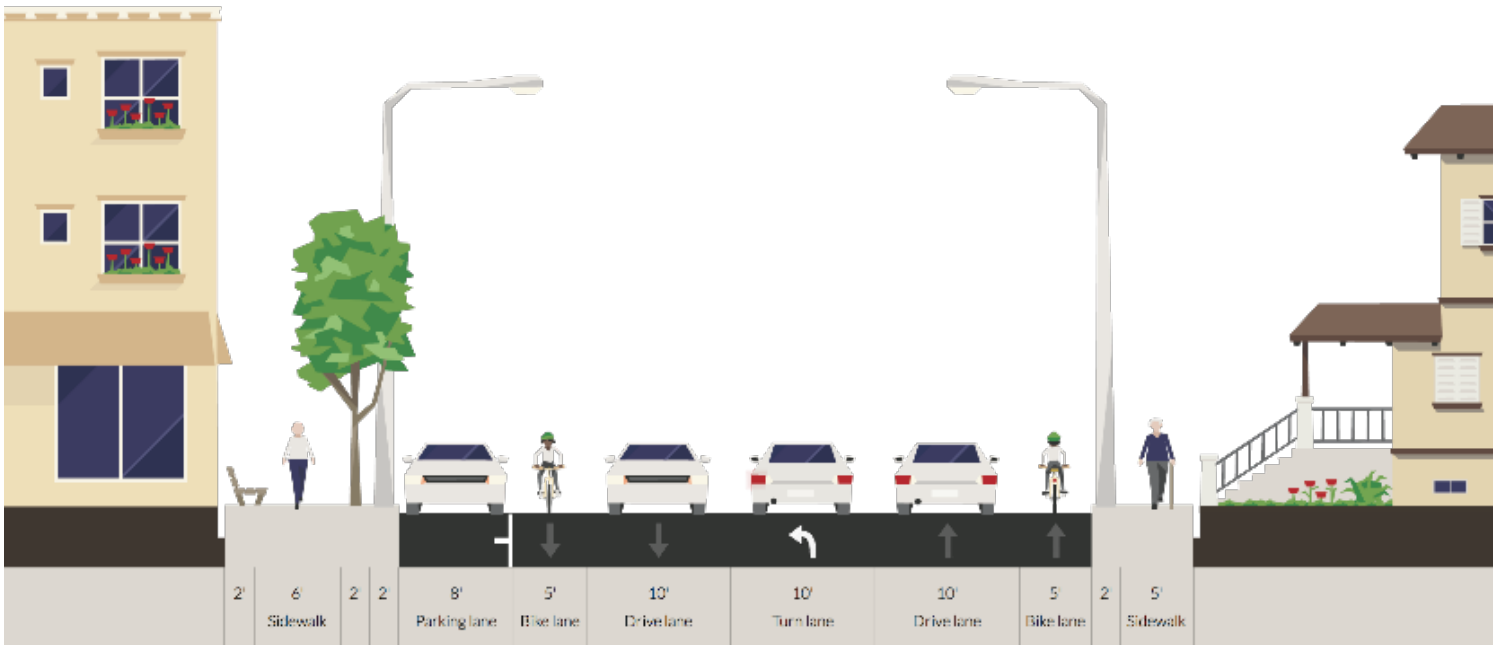 2' 6' 2' 2' 8' 5' 10' 10' 10' 5' 2' 5'
Sidewalk Parking lane Bike lane Drive lane Turn lane Drive lane Bike lane Sidewalk